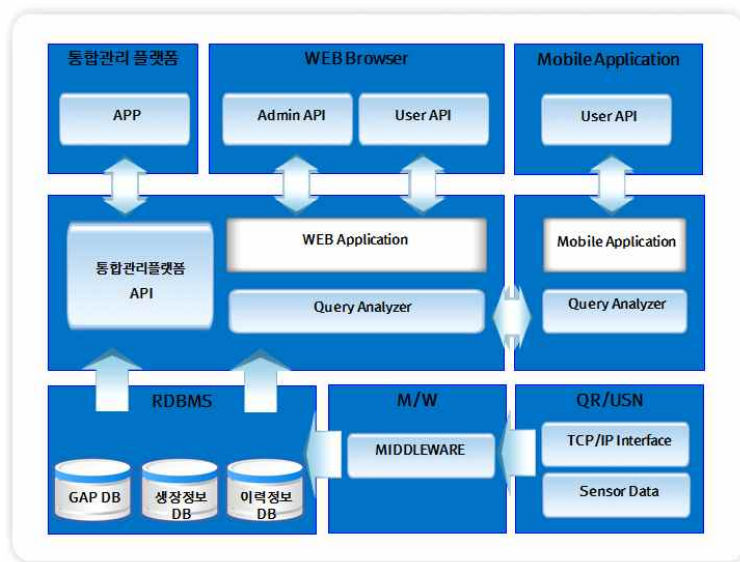 통합관리 플랫폼
WEB Browser
Mobile Application
APP
Admin API
User API
User API
통합관리플랫폼
API
WEB Application
Query Analyzer
Mobile Application
Query Analyzer
RDBMS
M/W
QR/USN
GAP DB
생장정보
DB
이력정보
DB
MIDDLEWARE
TCP/IP Interface
Sensor Data